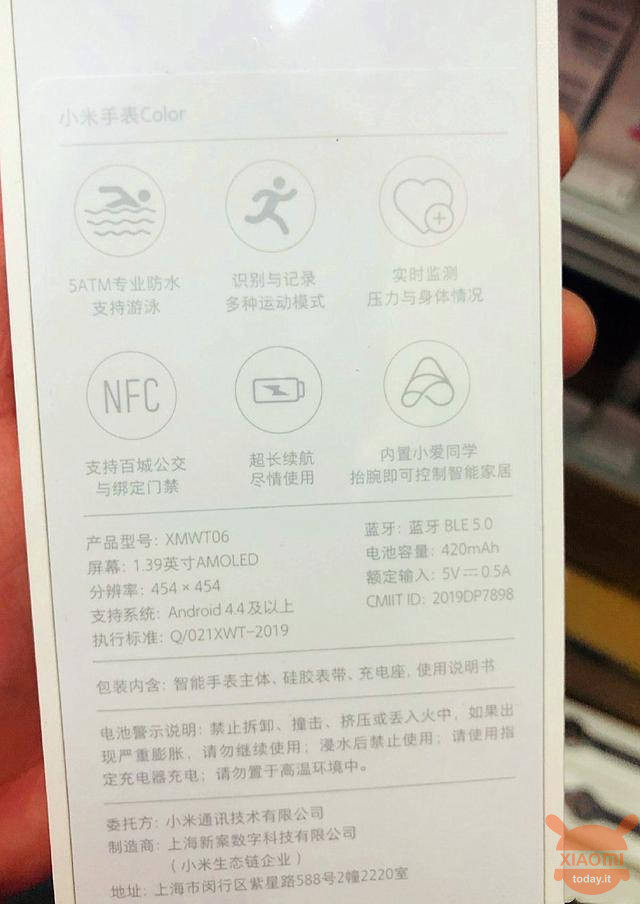 小米手表Color
5ATM专业防水
支持游泳
识别与记录
多种运动模式
实时监测
压力与身体情况
NFC
支持百城公交
与绑定门禁
超长续航
尽情使用
内置小爱同学
抬腕即可控制智能家居
产品型号: XMWT06
屏幕: 1.39英寸AMOLED
分辨率: 454 × 454
支持系统: Android 4.4 及以上
执行标准: Q/021XWT-2019
蓝牙: 蓝牙 BLE 5.0
电池容量: 420mAh
额定输入: 5V⎓0.5A
CMIIT ID: 2019DP7898
包装内含: 智能手表主体、硅胶表带、充电座, 使用说明书
电池警示说明: 禁止拆卸、撞击、挤压或丢入火中，如果出
现严重膨胀，请勿继续使用；浸水后禁止使用；请使用指
定充电器充电；请勿置于高温环境中。
委托方: 小米通讯技术有限公司
制造商: 上海新案数字科技有限公司
（小米生态链企业）
地址: 上海市闵行区紫星路588号2幢2220室
XIAOMI
today.it